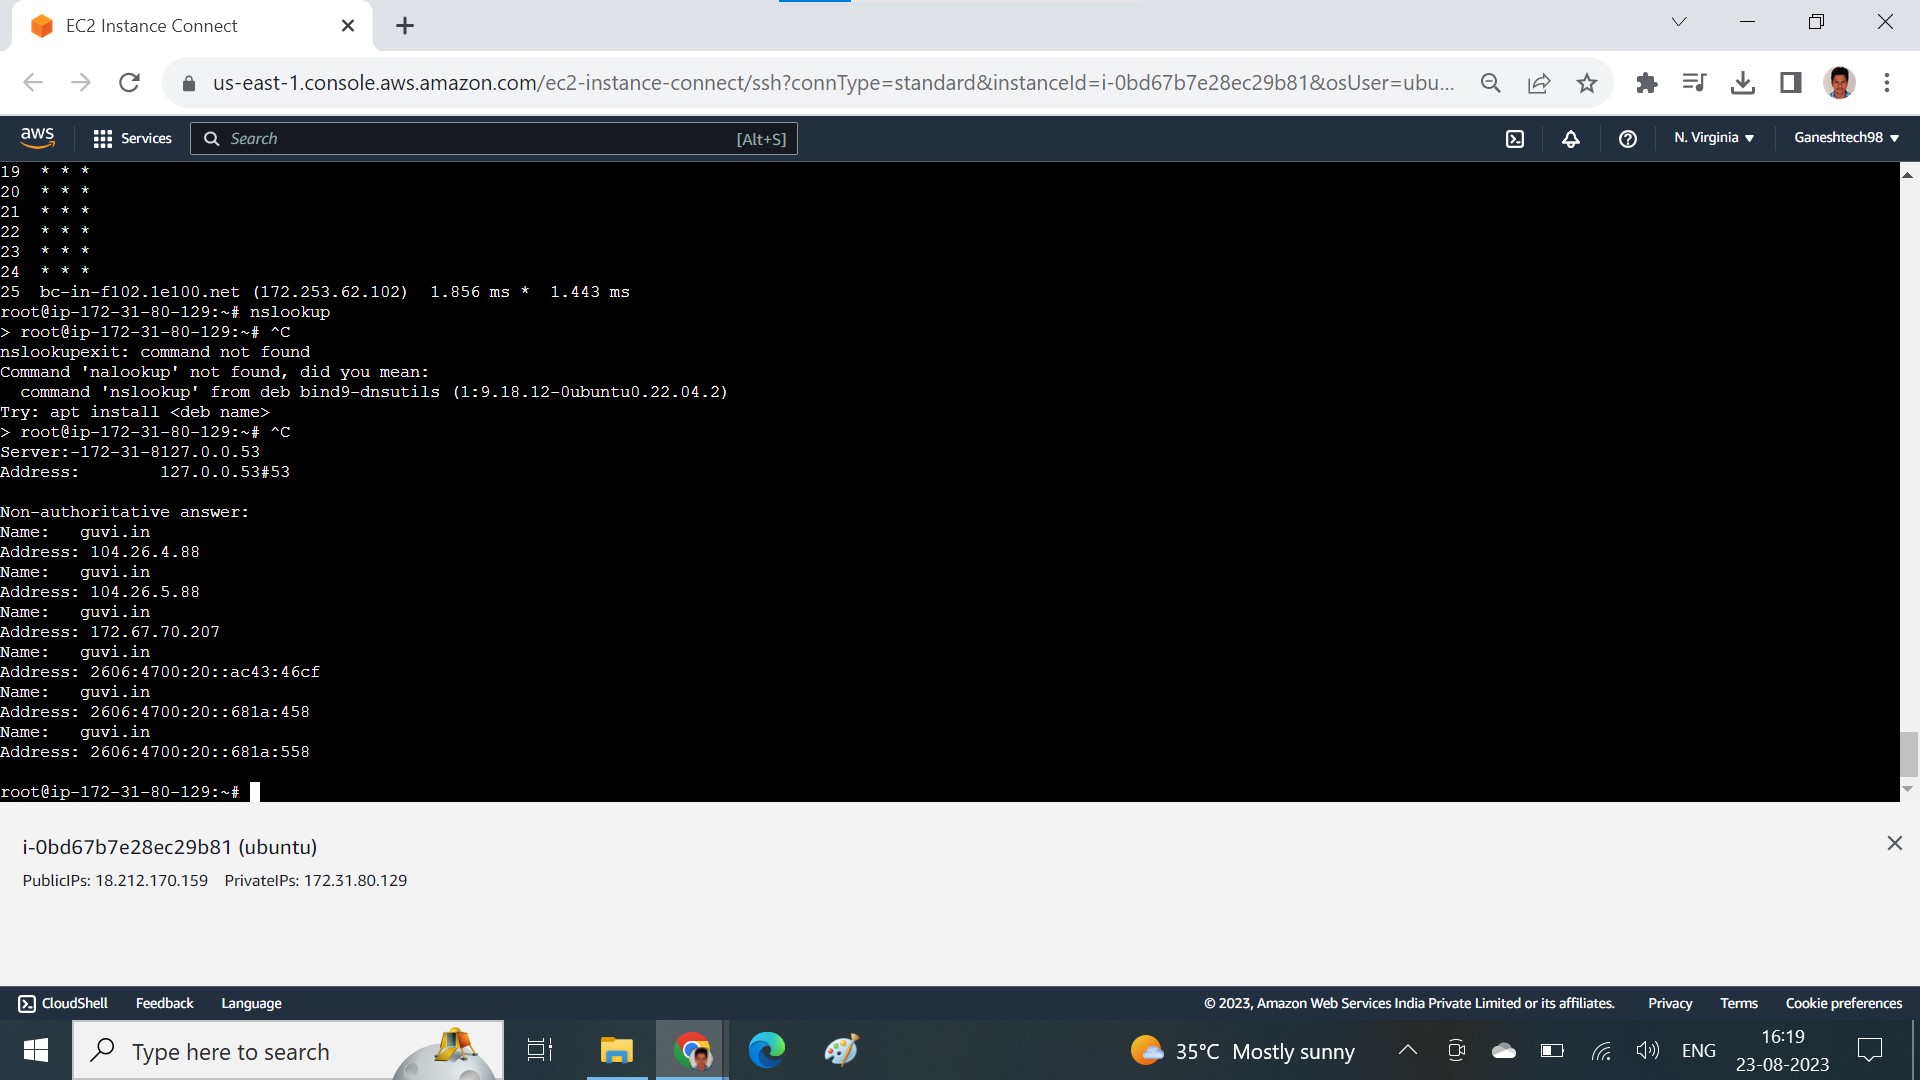 EC2 Instance Connect
us-east-1.console.aws.amazon.com/ec2-instance-connect/ssh?connType=standard&instanceId=i-0bd67b7e28ec29b81&osUser=ubu...
aws Services Search [Alt+S] N. Virginia Ganeshtech98
19  * * *
20  * * *
21  * * *
22  * * *
23  * * *
24  * * *
25  bc-in-f102.1e100.net (172.253.62.102)  1.856 ms *  1.443 ms
root@ip-172-31-80-129:~# nslookup
> root@ip-172-31-80-129:~# ^C
nslookupexit: command not found
Command 'nalookup' not found, did you mean:
  command 'nslookup' from deb bind9-dnsutils (1:9.18.12-0ubuntu0.22.04.2)
Try: apt install <deb name>
> root@ip-172-31-80-129:~# ^C
Server:-172-31-8127.0.0.53
Address:        127.0.0.53#53
Non-authoritative answer:
Name:   guvi.in
Address: 104.26.4.88
Name:   guvi.in
Address: 104.26.5.88
Name:   guvi.in
Address: 172.67.70.207
Name:   guvi.in
Address: 2606:4700:20::ac43:46cf
Name:   guvi.in
Address: 2606:4700:20::681a:458
Name:   guvi.in
Address: 2606:4700:20::681a:558
root@ip-172-31-80-129:~#
i-0bd67b7e28ec29b81 (ubuntu)
PublicIPs: 18.212.170.159 PrivateIPs: 172.31.80.129
CloudShell Feedback Language © 2023, Amazon Web Services India Private Limited or its affiliates. Privacy Terms Cookie preferences
Type here to search 35°C Mostly sunny ENG 16:19
23-08-2023